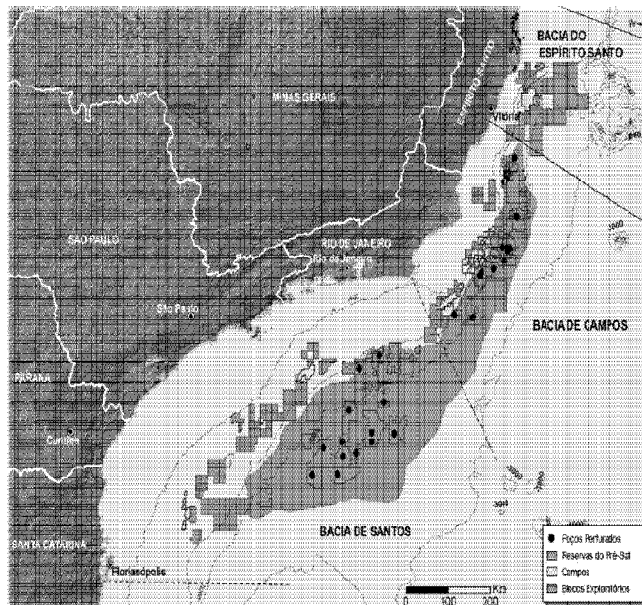 BACIA DO
ESPÍRITO SANTO
MINAS GERAIS
ESPÍRITO SANTO
Vitória
RIO DE JANEIRO
Rio de Janeiro
SÃO PAULO
São Paulo
BACIA DE CAMPOS
PARANÁ
Curitiba
BACIA DE SANTOS
SANTA CATARINA
Florianópolis
Poços Perfurados
Reservas do Pré-Sal
Campos
Blocos Exploratórios
0 100 200 Km